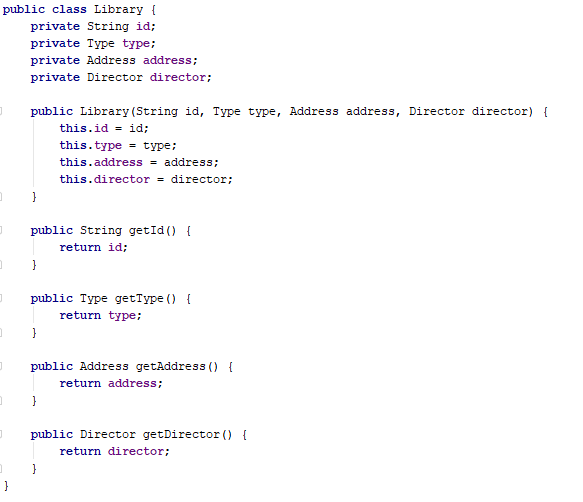 public class Library {
    private String id;
    private Type type;
    private Address address;
    private Director director;

    public Library(String id, Type type, Address address, Director director) {
        this.id = id;
        this.type = type;
        this.address = address;
        this.director = director;
    }

    public String getId() {
        return id;
    }

    public Type getType() {
        return type;
    }

    public Address getAddress() {
        return address;
    }

    public Director getDirector() {
        return director;
    }
}